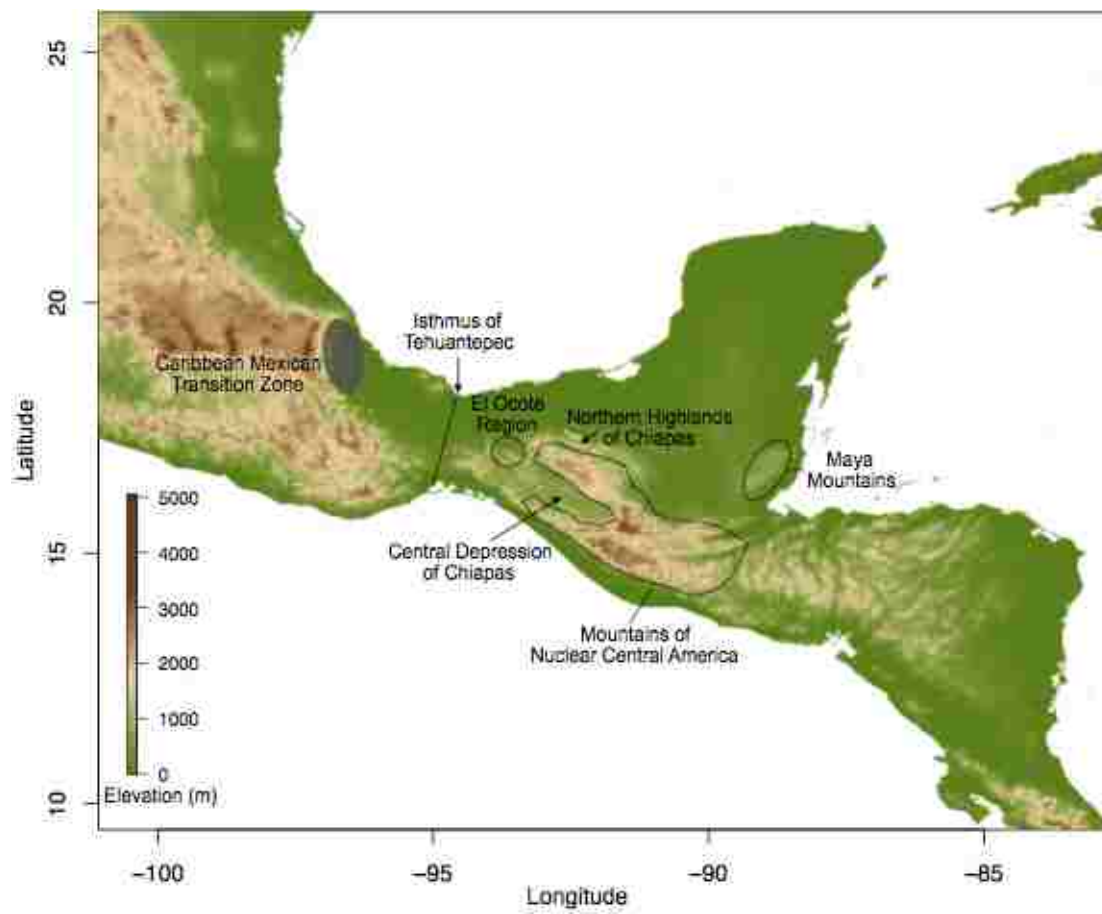 25
20
15
10
Latitude
Isthmus of
Tehuantepec
Caribbean Mexican
Transition Zone
El Ocote
Region
Northern Highlands
of Chiapas
Maya
Mountains
Central Depression
of Chiapas
Mountains of
Nuclear Central America
5000
4000
3000
2000
1000
0
Elevation (m)
−100
−95
−90
−85
Longitude